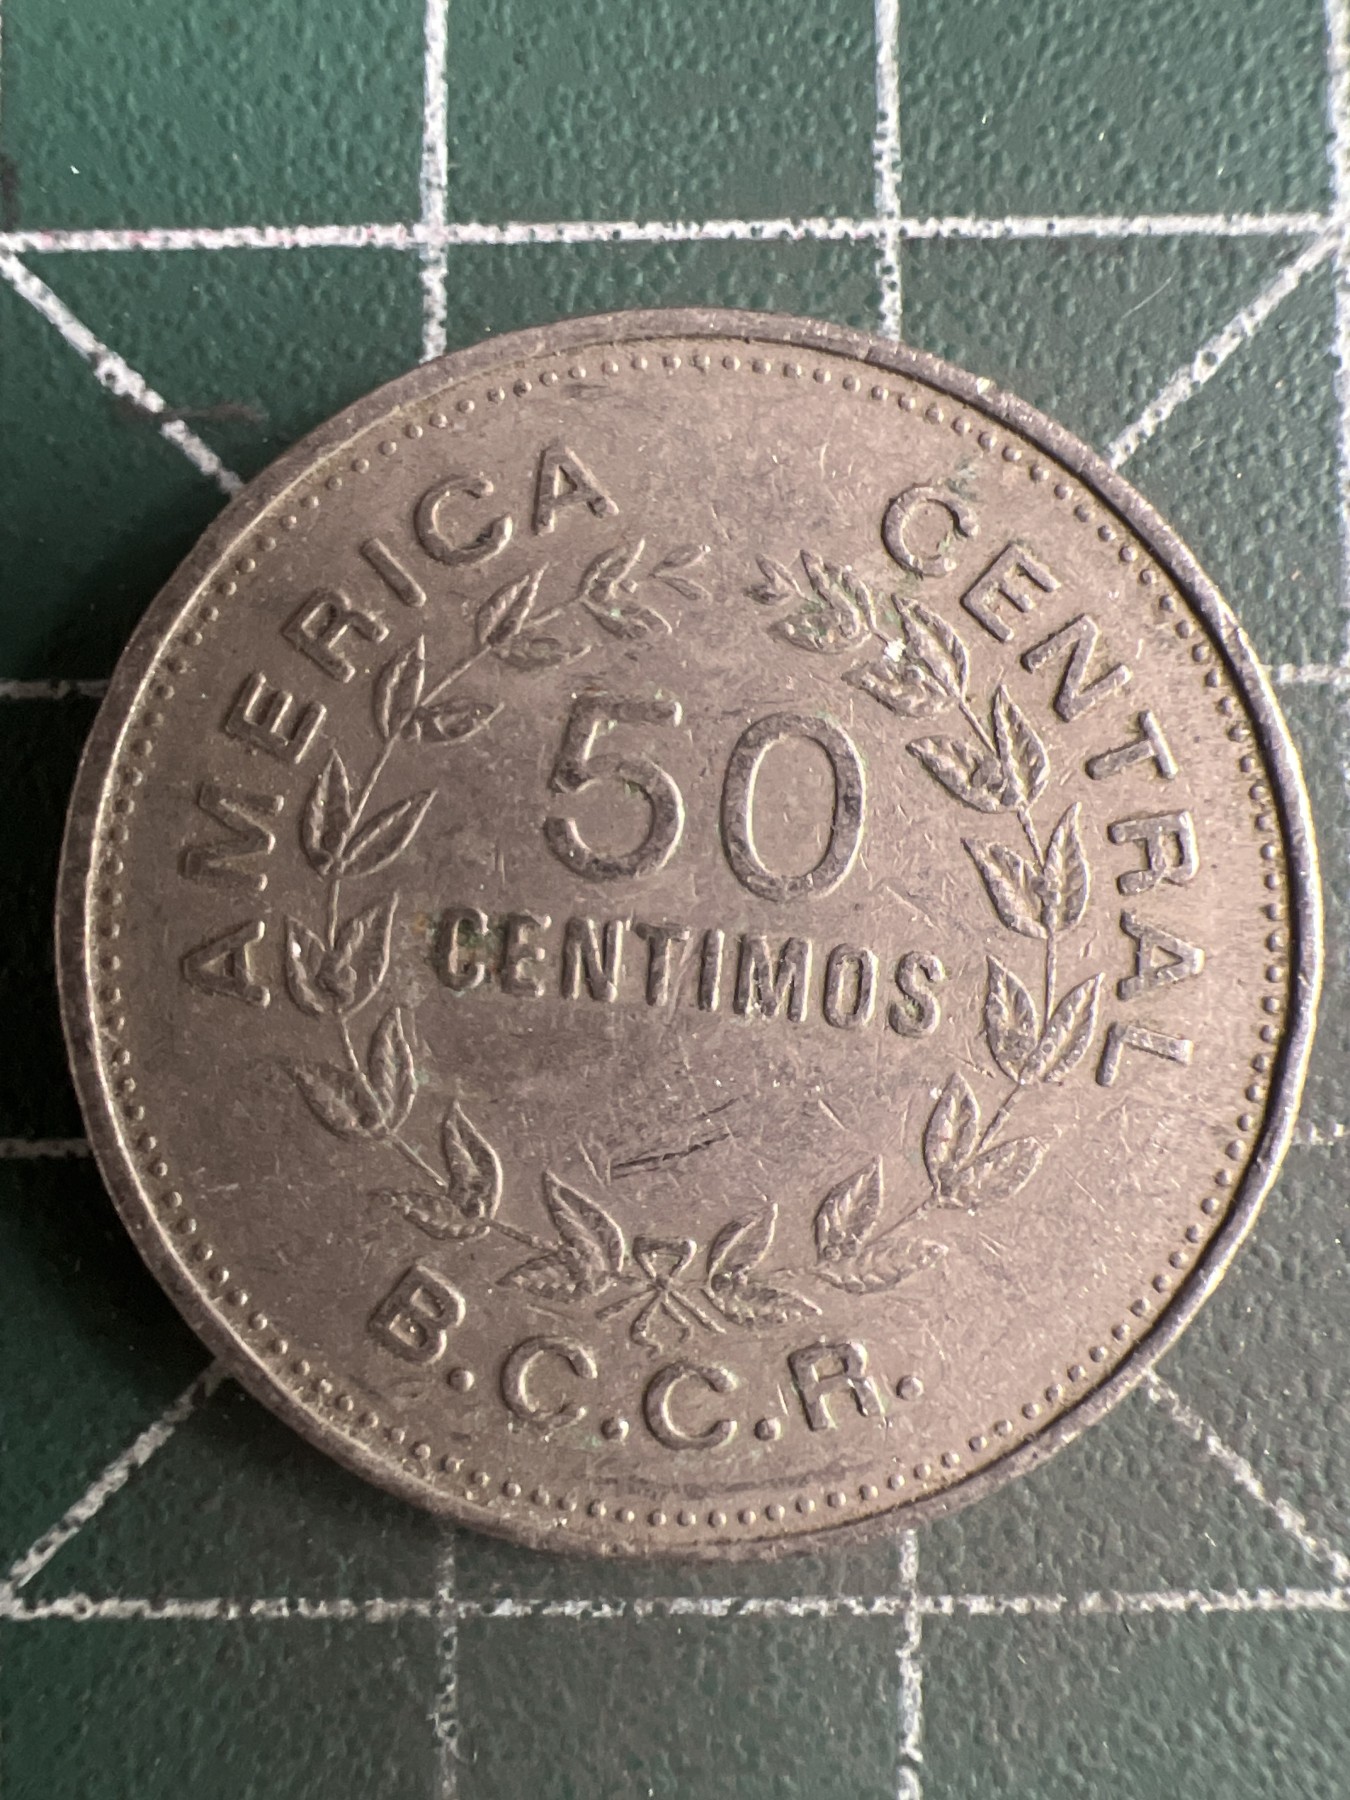 AMERICA CENTRAL
50
CENTIMOS
B.C.C.R.